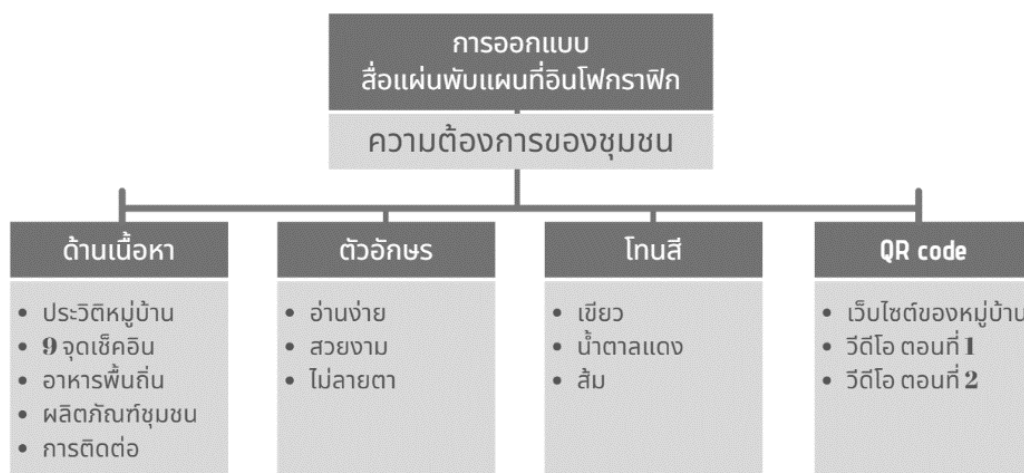 การออกแบบ
สื่อแผ่นพับแผนที่อินโฟกราฟิก
ความต้องการของชุมชน
ด้านเนื้อหา
• ประวิติหมู่บ้าน
• 9 จุดเช็คอิน
• อาหารพื้นถิ่น
• ผลิตภัณฑ์ชุมชน
• การติดต่อ
ตัวอักษร
• อ่านง่าย
• สวยงาม
• ไม่ลายตา
โทนสี
• เขียว
• น้ำตาลแดง
• ส้ม
QR code
• เว็บไซต์ของหมู่บ้าน
• วีดีโอ ตอนที่ 1
• วีดีโอ ตอนที่ 2